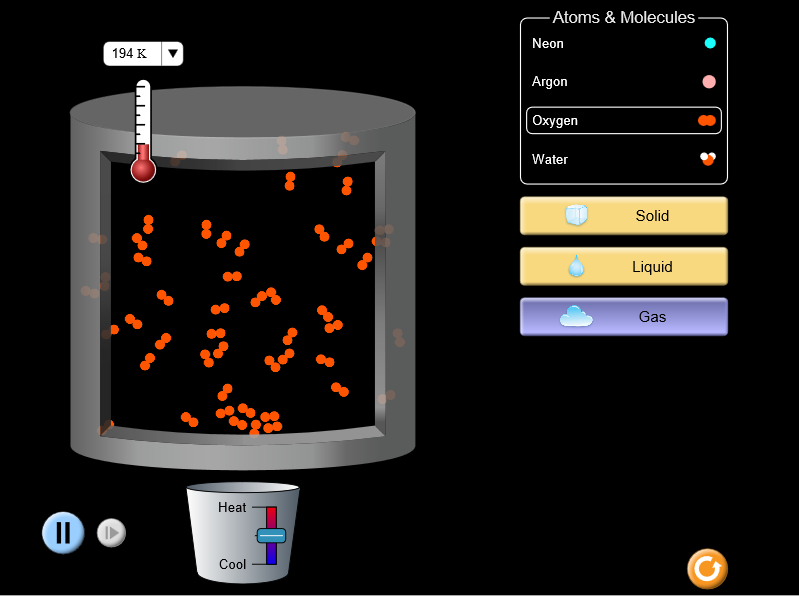 Atoms & Molecules
194 K
Neon
Argon
Oxygen
Water
Solid
Liquid
Gas
Heat
Cool